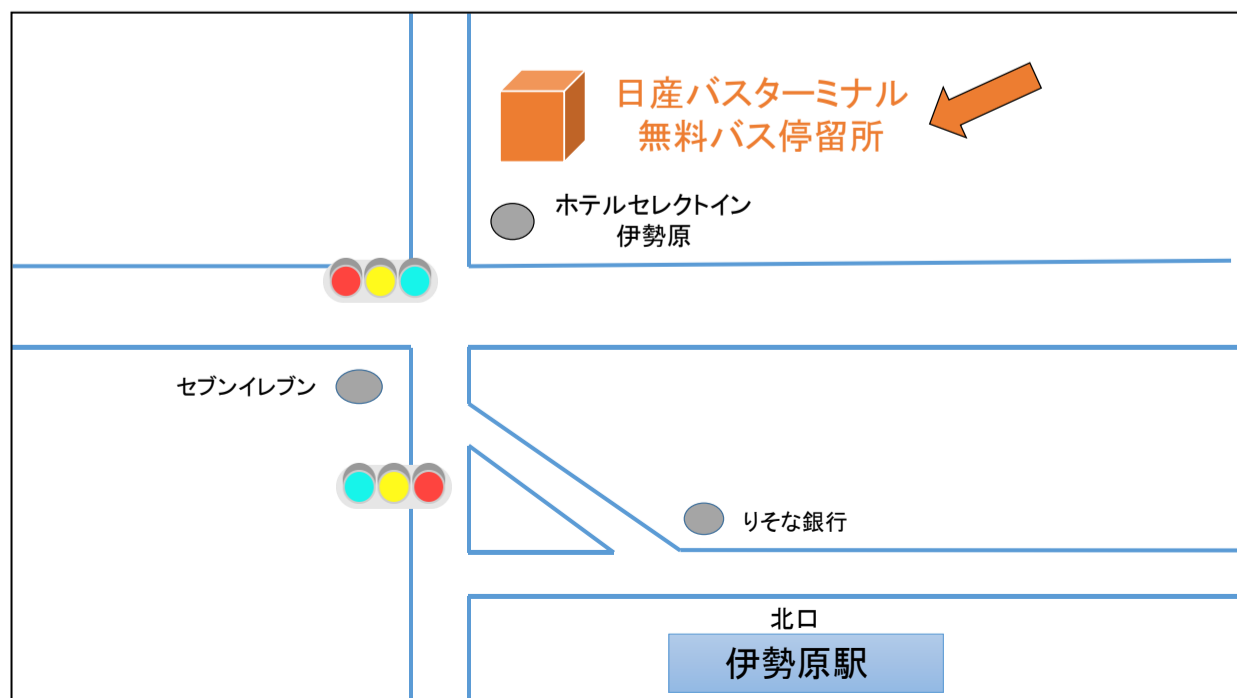 日産バスターミナル
無料バス停留所
ホテルセレクトイン
伊勢原
セブンイレブン
りそな銀行
北口
伊勢原駅